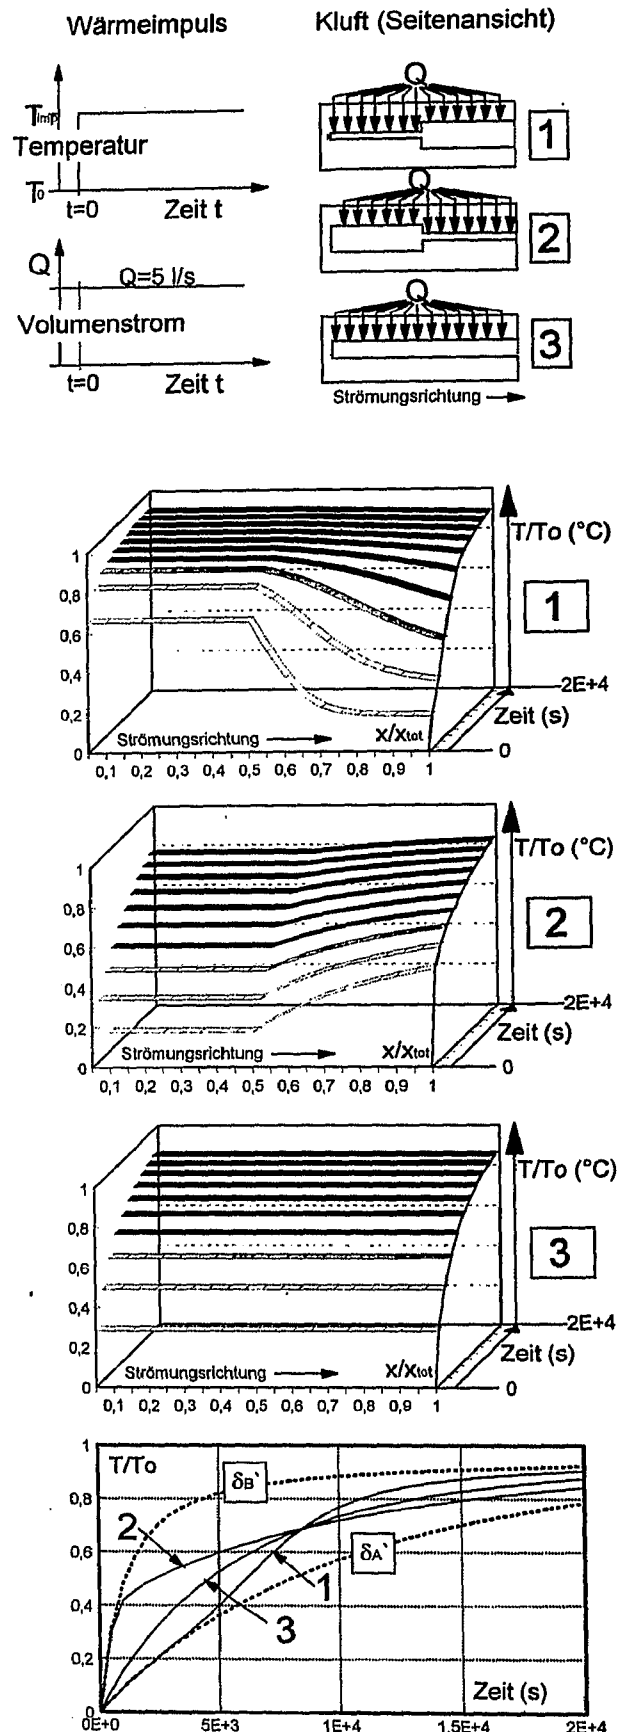 Wärmeimpuls
Kluft (Seitenansicht)
Timp
Temperatur
To
t=0
Zeit t
Q
Q=5 l/s
Volumenstrom
t=0
Zeit t
Q
1
Q
2
Q
3
Strömungsrichtung
T/To (°C)
1
1
0,8
0,6
0,4
0,2
0
2E+4
Zeit (s)
0
Strömungsrichtung
x/xtot
0,1 0,2 0,3 0,4 0,5 0,6 0,7 0,8 0,9 1
T/To (°C)
2
1
0,8
0,6
0,4
0,2
0
2E+4
Zeit (s)
0
Strömungsrichtung
x/xtot
0,1 0,2 0,3 0,4 0,5 0,6 0,7 0,8 0,9 1
T/To (°C)
3
1
0,8
0,6
0,4
0,2
0
2E+4
Zeit (s)
0
Strömungsrichtung
x/xtot
0,1 0,2 0,3 0,4 0,5 0,6 0,7 0,8 0,9 1
T/To
1
0,8
0,6
0,4
0,2
0
δB`
δA`
2
1
3
Zeit (s)
0E+0 5E+3 1E+4 1.5E+4 2E+4